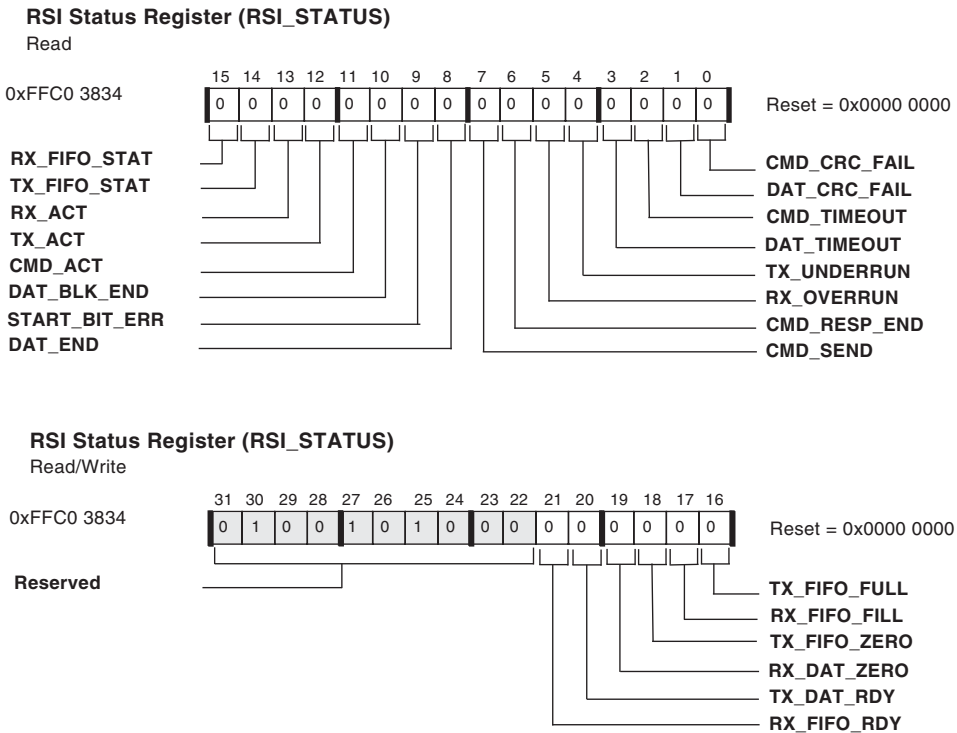 RSI Status Register (RSI_STATUS)
Read
15 14 13 12 11 10 9 8 7 6 5 4 3 2 1 0
0xFFC0 3834
0 0 0 0 0 0 0 0 0 0 0 0 0 0 0 0
Reset = 0x0000 0000
RX_FIFO_STAT
TX_FIFO_STAT
RX_ACT
TX_ACT
CMD_ACT
DAT_BLK_END
START_BIT_ERR
DAT_END
CMD_CRC_FAIL
DAT_CRC_FAIL
CMD_TIMEOUT
DAT_TIMEOUT
TX_UNDERRUN
RX_OVERRUN
CMD_RESP_END
CMD_SEND
RSI Status Register (RSI_STATUS)
Read/Write
31 30 29 28 27 26 25 24 23 22 21 20 19 18 17 16
0xFFC0 3834
0 1 0 0 1 0 1 0 0 0 0 0 0 0 0 0
Reset = 0x0000 0000
Reserved
TX_FIFO_FULL
RX_FIFO_FILL
TX_FIFO_ZERO
RX_DAT_ZERO
TX_DAT_RDY
RX_FIFO_RDY